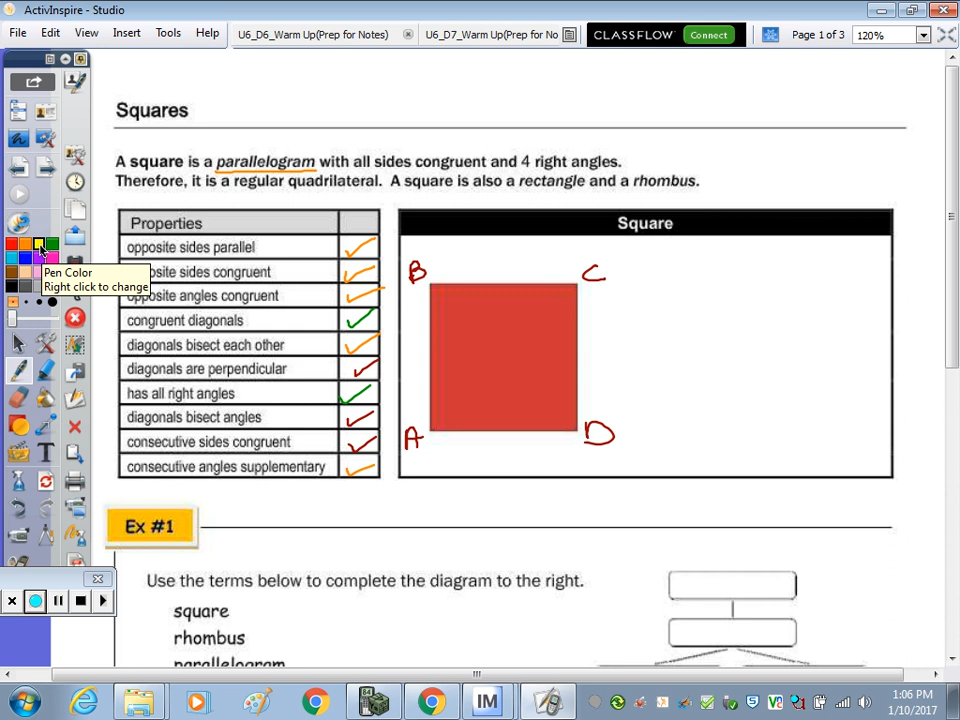 ActivInspire - Studio
File Edit View Insert Tools Help
U6_D6_Warm Up(Prep for Notes)
U6_D7_Warm Up(Prep for No
CLASSFLOW Connect
Page 1 of 3
120%
Squares
A square is a parallelogram with all sides congruent and 4 right angles.
Therefore, it is a regular quadrilateral. A square is also a rectangle and a rhombus.
Properties
opposite sides parallel
posite sides congruent
opposite angles congruent
congruent diagonals
diagonals bisect each other
diagonals are perpendicular
has all right angles
diagonals bisect angles
consecutive sides congruent
consecutive angles supplementary
Square
B C
A D
Pen Color
Right click to change
Ex #1
Use the terms below to complete the diagram to the right.
square
rhombus
parallelogram
IM
1:06 PM
1/10/2017